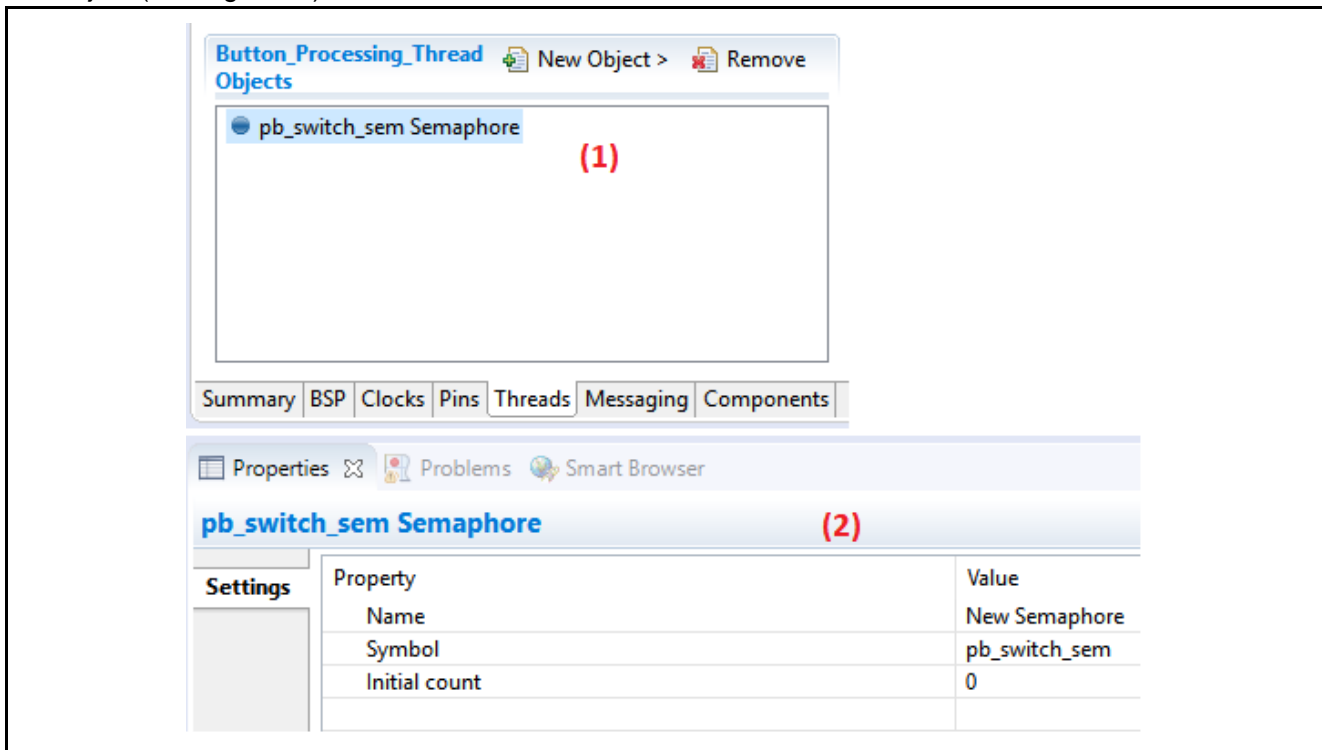 Button_Processing_Thread New Object > Remove
Objects
pb_switch_sem Semaphore
(1)
Summary BSP Clocks Pins Threads Messaging Components
Properties Problems Smart Browser
pb_switch_sem Semaphore (2)
Settings Property Value
Name New Semaphore
Symbol pb_switch_sem
Initial count 0